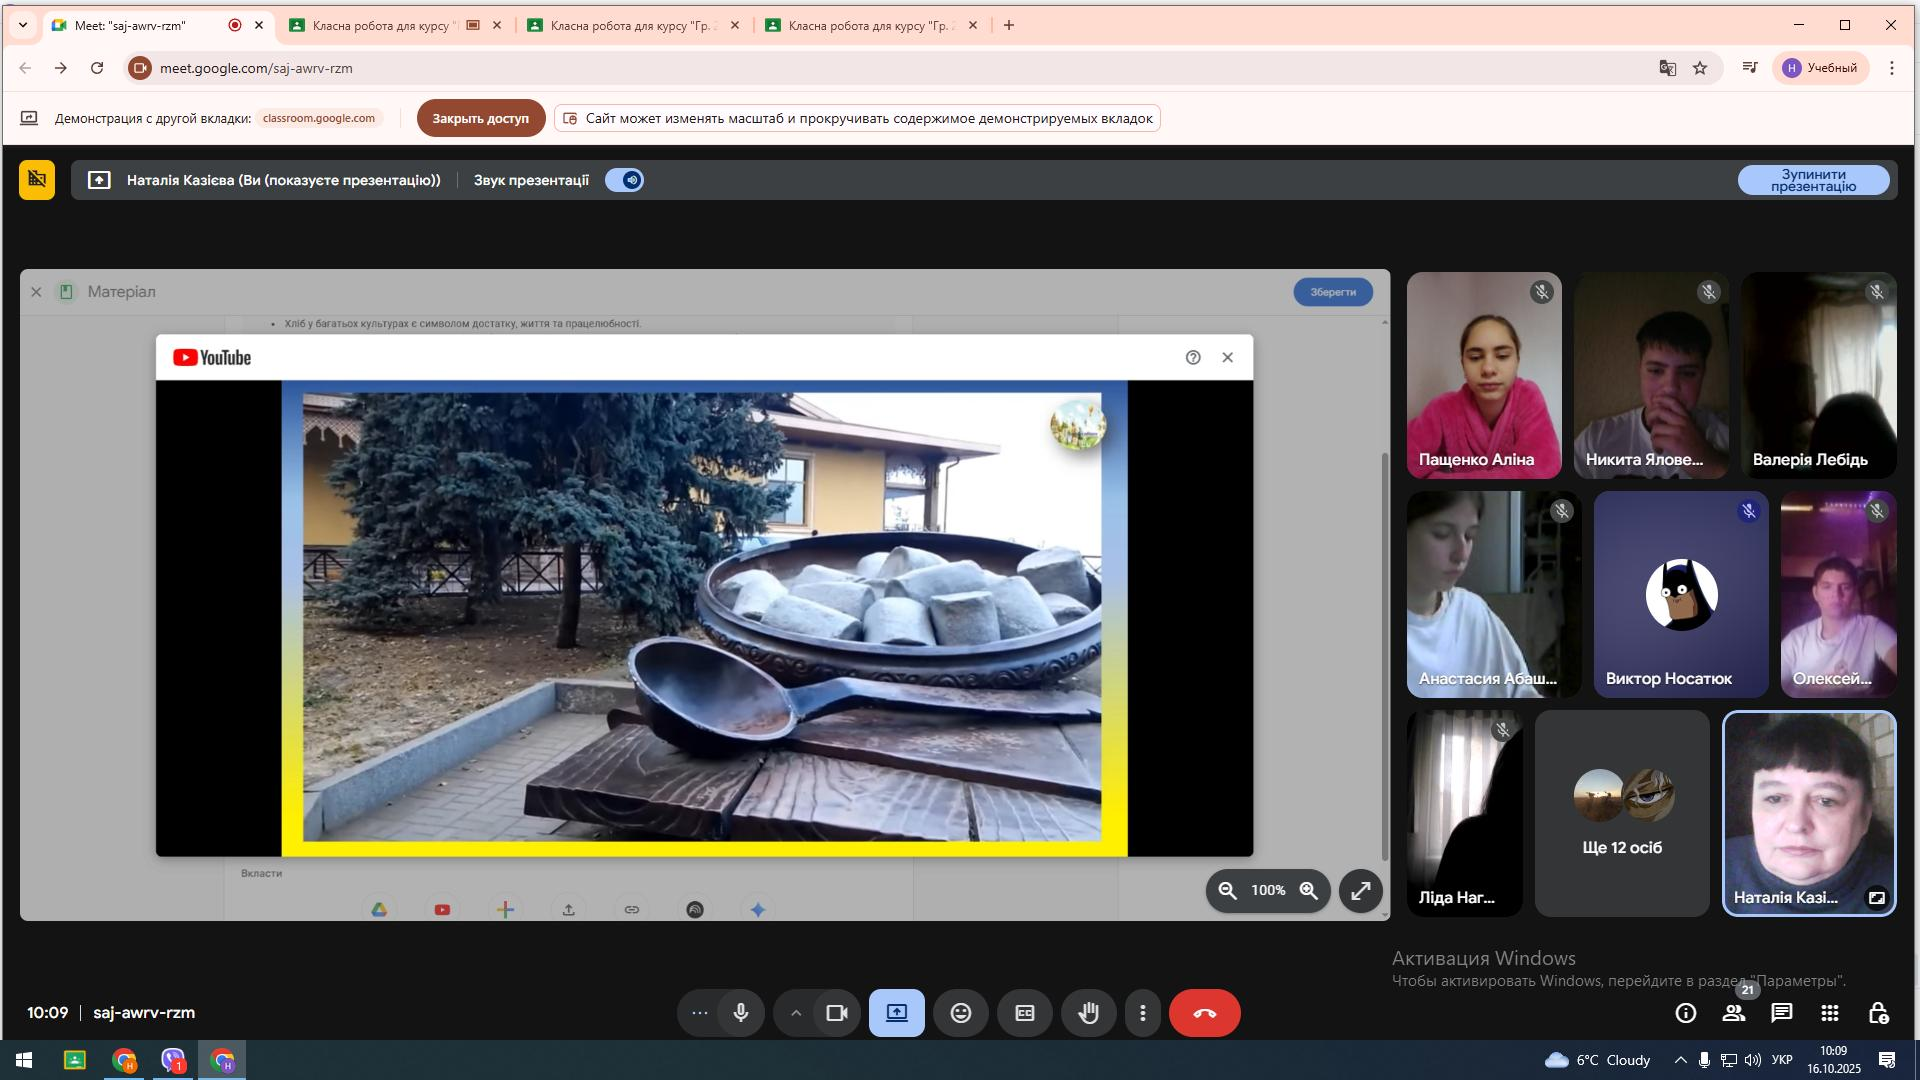 Meet: "saj-awrv-rzm"
Класна робота для курсу "
Класна робота для курсу "Гр. 2
Класна робота для курсу "Гр. 2
meet.google.com/saj-awrv-rzm
Н
Учебный
Демонстрация с другой вкладки:
classroom.google.com
Закрыть доступ
Сайт может изменять масштаб и прокручивать содержимое демонстрируемых вкладок
Наталія Казієва (Ви (показуєте презентацію))
Звук презентації
Зупинити
презентацію
Матеріал
Зберегти
• Хліб у багатьох культурах є символом достатку, життя та працелюбності.
YouTube
Пащенко Аліна
Никита Ялове...
Валерія Лебідь
Анастасия Абаш...
Виктор Носатюк
Олексей...
Ліда Наг...
Ще 12 осіб
Наталія Казі...
Вкласти
100%
Активация Windows
Чтобы активировать Windows, перейдите в раздел "Параметры".
10:09
saj-awrv-rzm
CC
21
1
6°C Cloudy
УКР
10:09
16.10.2025